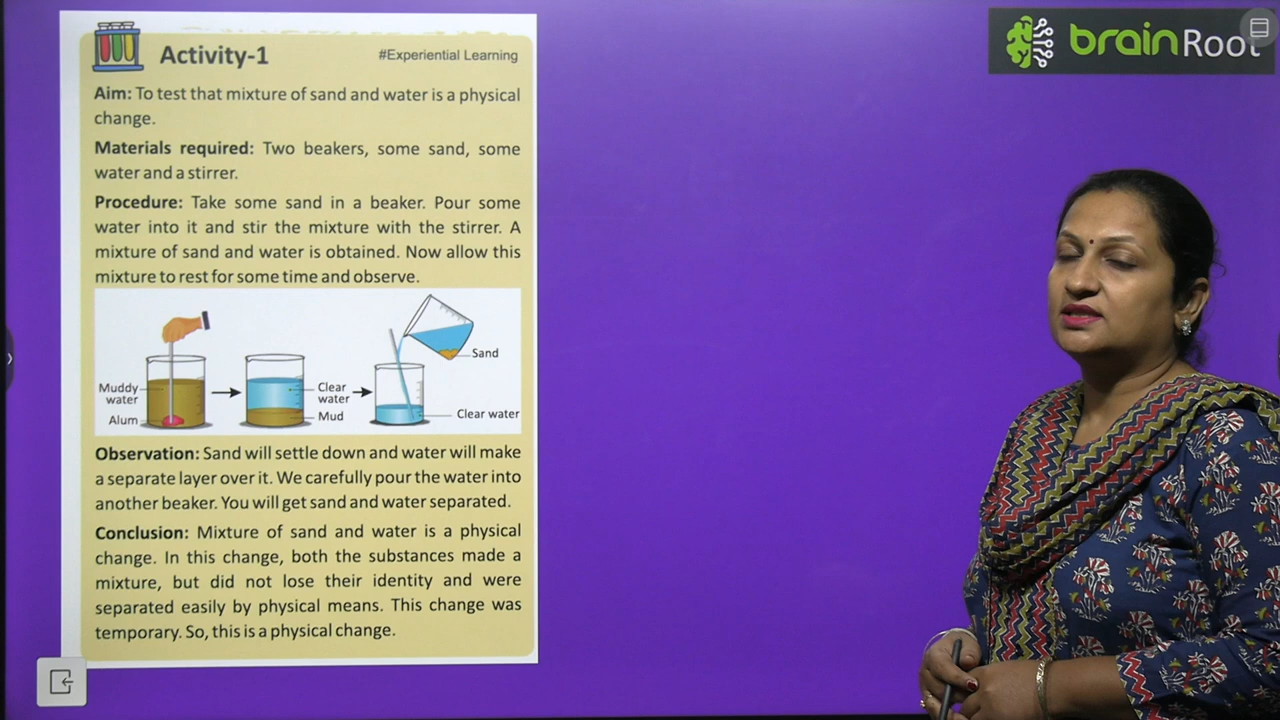 brainRoot
Activity-1
#Experiential Learning
Aim: To test that mixture of sand and water is a physical
change.
Materials required: Two beakers, some sand, some
water and a stirrer.
Procedure: Take some sand in a beaker. Pour some
water into it and stir the mixture with the stirrer. A
mixture of sand and water is obtained. Now allow this
mixture to rest for some time and observe.
Muddy
water
Alum
Clear
water
Mud
Sand
Clear water
Observation: Sand will settle down and water will make
a separate layer over it. We carefully pour the water into
another beaker. You will get sand and water separated.
Conclusion: Mixture of sand and water is a physical
change. In this change, both the substances made a
mixture, but did not lose their identity and were
separated easily by physical means. This change was
temporary. So, this is a physical change.